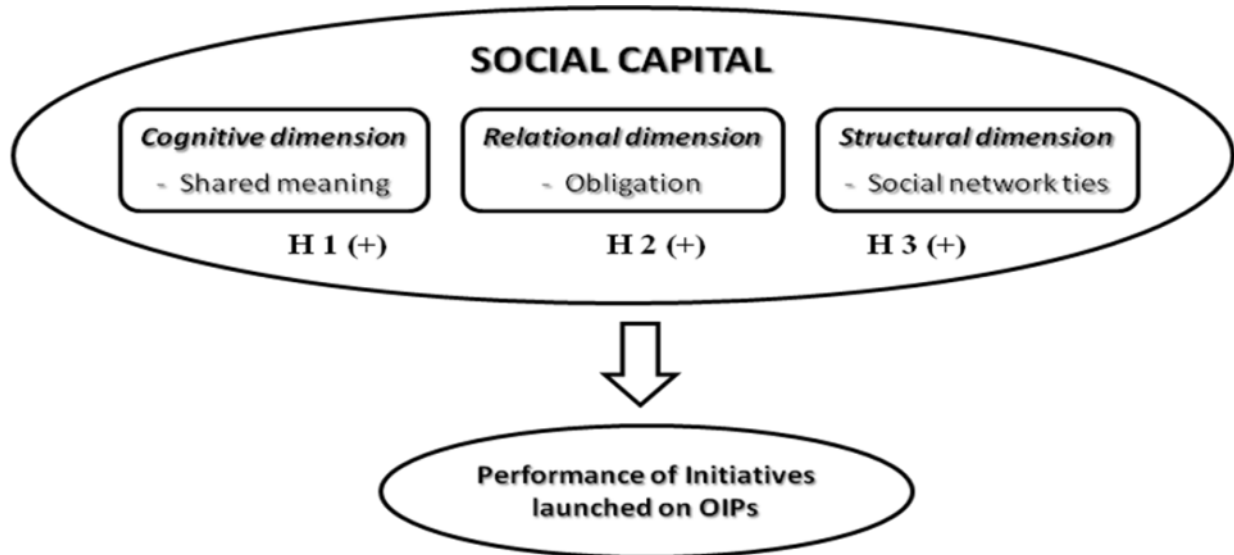 SOCIAL CAPITAL
Cognitive dimension
- Shared meaning
Relational dimension
- Obligation
Structural dimension
- Social network ties
H 1 (+)
H 2 (+)
H 3 (+)
Performance of Initiatives
launched on OIPs